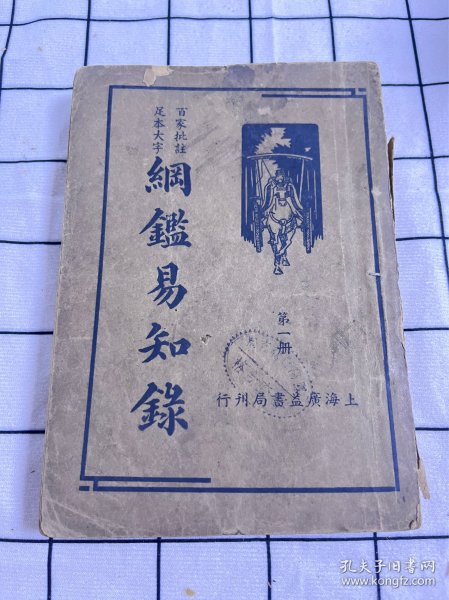 百家批註
足本大字
綱鑑易知錄
第一册
上海廣益書局刊行
孔夫子旧书网
www.kongfz.com